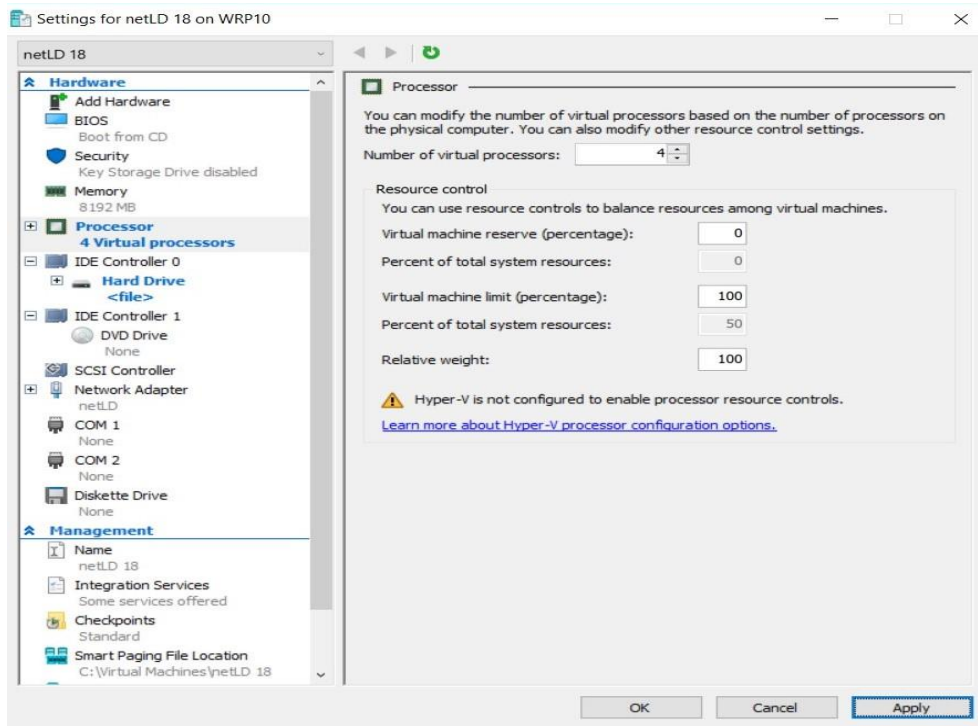 Settings for netLD 18 on WRP10
netLD 18
Hardware
Add Hardware
BIOS
Boot from CD
Security
Key Storage Drive disabled
Memory
8192 MB
Processor
4 Virtual processors
IDE Controller 0
Hard Drive
<file>
IDE Controller 1
DVD Drive
None
SCSI Controller
Network Adapter
netLD
COM 1
None
COM 2
None
Diskette Drive
None
Management
Name
netLD 18
Integration Services
Some services offered
Checkpoints
Standard
Smart Paging File Location
C:\Virtual Machines\netLD 18
Processor
You can modify the number of virtual processors based on the number of processors on
the physical computer. You can also modify other resource control settings.
Number of virtual processors: 4
Resource control
You can use resource controls to balance resources among virtual machines.
Virtual machine reserve (percentage): 0
Percent of total system resources: 0
Virtual machine limit (percentage): 100
Percent of total system resources: 50
Relative weight: 100
Hyper-V is not configured to enable processor resource controls.
Learn more about Hyper-V processor configuration options.
OK Cancel Apply